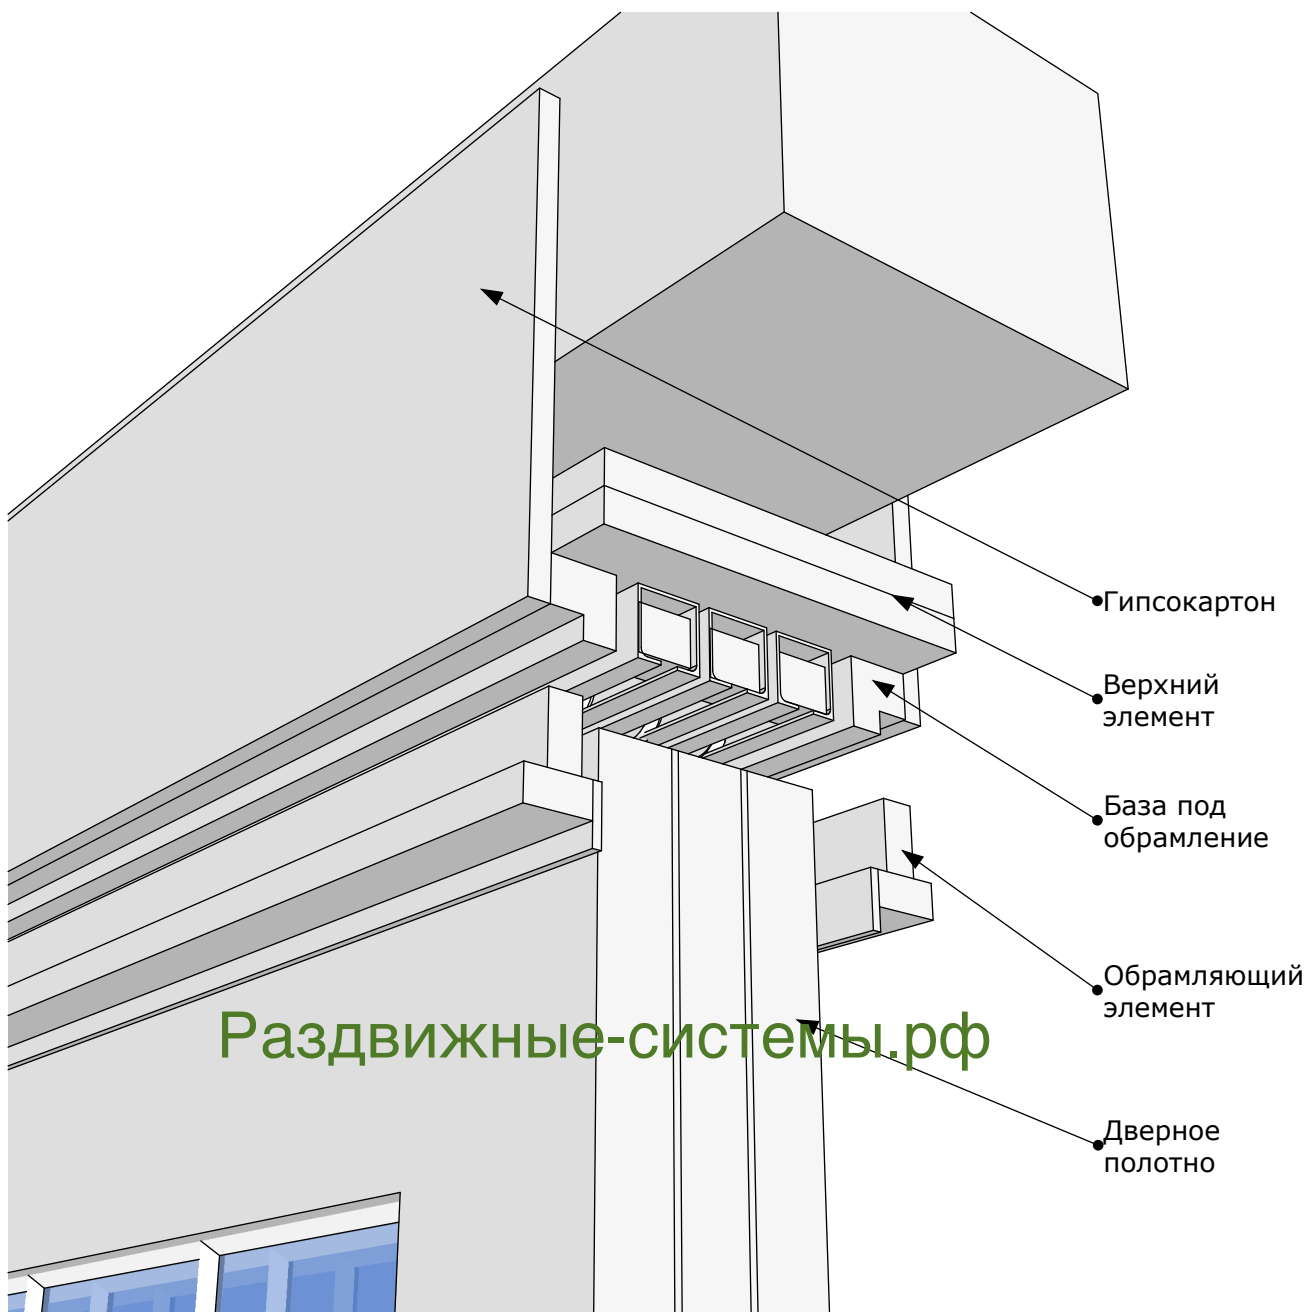 Гипсокартон
Верхний
элемент
База под
обрамление
Обрамляющий
элемент
Раздвижные-системы.рф
Дверное
полотно